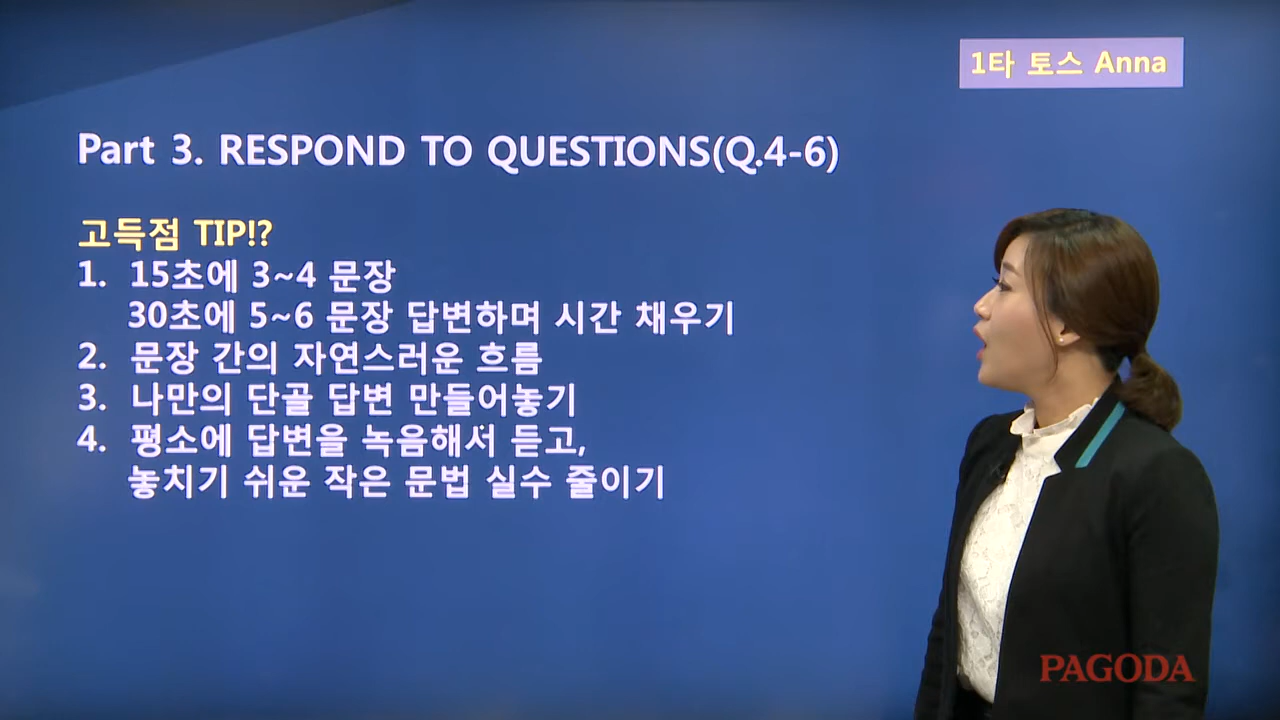 1타 토스 Anna
Part 3. RESPOND TO QUESTIONS(Q.4-6)
고득점 TIP!?
1. 15초에 3~4 문장
30초에 5~6 문장 답변하며 시간 채우기
2. 문장 간의 자연스러운 흐름
3. 나만의 단골 답변 만들어놓기
4. 평소에 답변을 녹음해서 듣고,
놓치기 쉬운 작은 문법 실수 줄이기
PAGODA